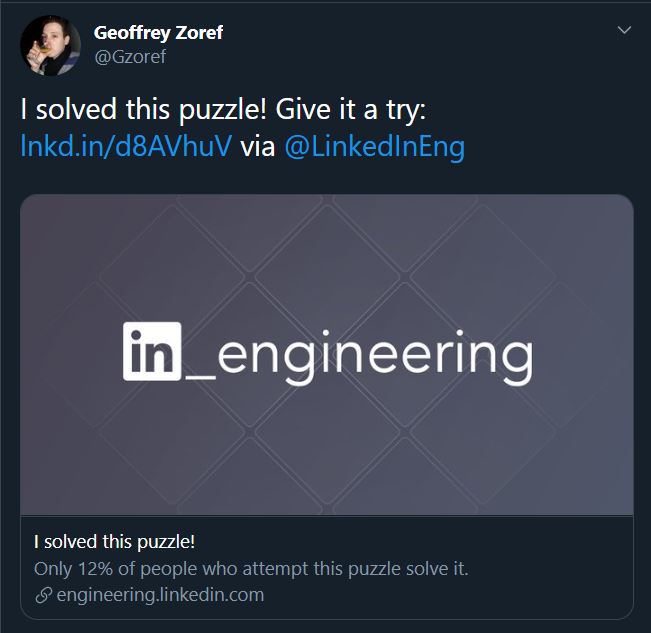 Geoffrey Zoref
@Gzoref
I solved this puzzle! Give it a try:
lnkd.in/d8AVhuV via @LinkedInEng
in_engineering
I solved this puzzle!
Only 12% of people who attempt this puzzle solve it.
engineering.linkedin.com